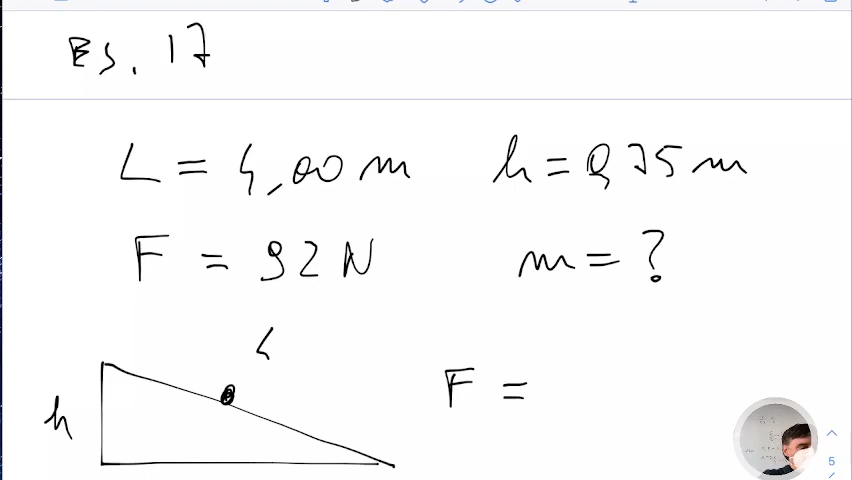 Es. 17
L = 4,00 m h = 0,75 m
F = 92 N m = ?
L
h F =
5